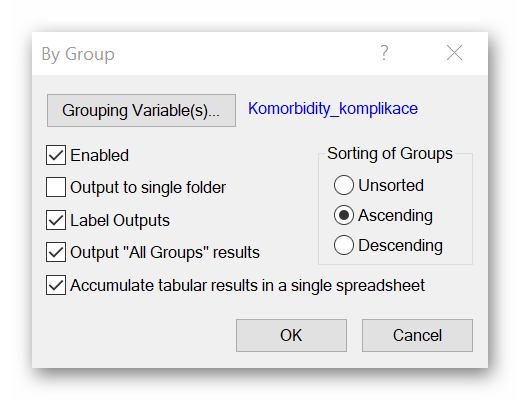 By Group
?
Grouping Variable(s)... Komorbidity_komplikace
Enabled
Output to single folder
Label Outputs
Output "All Groups" results
Accumulate tabular results in a single spreadsheet
Sorting of Groups
Unsorted
Ascending
Descending
OK Cancel